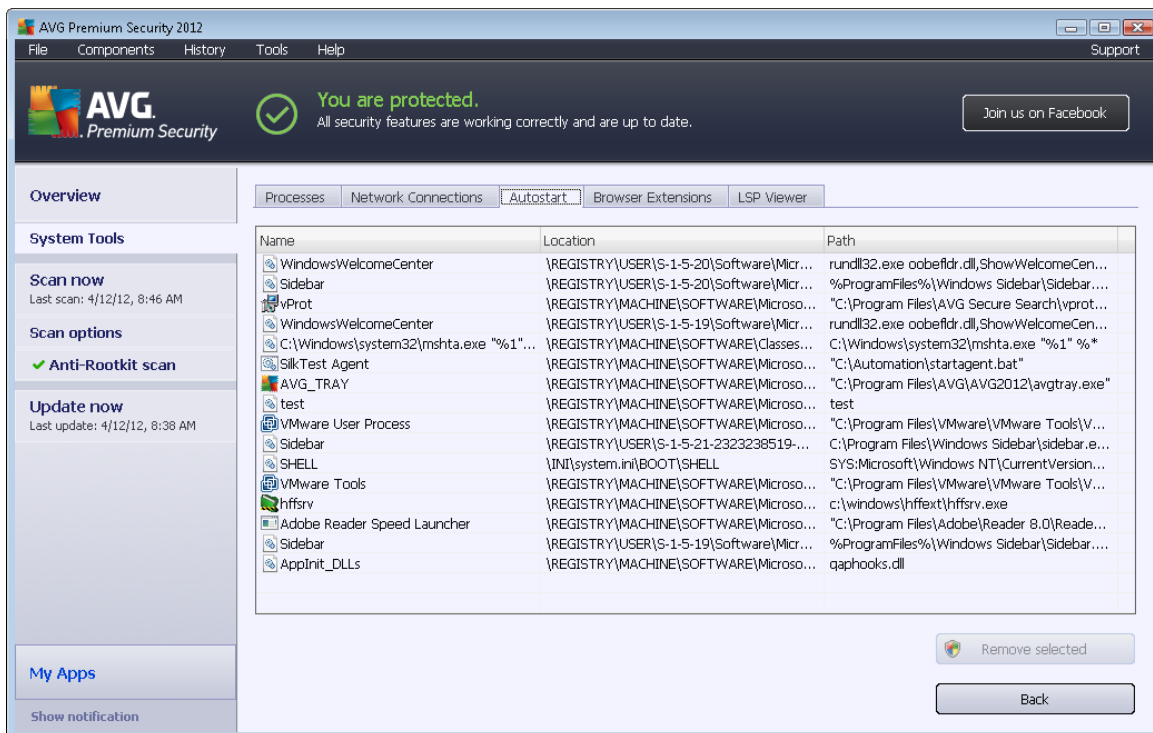 AVG Premium Security 2012
File Components History Tools Help Support
AVG.
Premium Security
You are protected.
All security features are working correctly and are up to date.
Join us on Facebook
Overview
System Tools
Scan now
Last scan: 4/12/12, 8:46 AM
Scan options
Anti-Rootkit scan
Update now
Last update: 4/12/12, 8:38 AM
My Apps
Show notification
Processes Network Connections Autostart Browser Extensions LSP Viewer
Name Location Path
WindowsWelcomeCenter \REGISTRY\USER\S-1-5-20\Software\Micr... rundll32.exe oobefldr.dll,ShowWelcomeCen...
Sidebar \REGISTRY\USER\S-1-5-20\Software\Micr... %ProgramFiles%\Windows Sidebar\Sidebar....
vProt \REGISTRY\MACHINE\SOFTWARE\Microso... "C:\Program Files\AVG Secure Search\vprot...
WindowsWelcomeCenter \REGISTRY\USER\S-1-5-19\Software\Micr... rundll32.exe oobefldr.dll,ShowWelcomeCen...
C:\Windows\system32\mshta.exe "%1"... \REGISTRY\MACHINE\SOFTWARE\Classes... C:\Windows\system32\mshta.exe "%1" %*
SilkTest Agent \REGISTRY\MACHINE\SOFTWARE\Microso... "C:\Automation\startagent.bat"
AVG_TRAY \REGISTRY\MACHINE\SOFTWARE\Microso... "C:\Program Files\AVG\AVG2012\avgtray.exe"
test \REGISTRY\MACHINE\SOFTWARE\Microso... test
VMware User Process \REGISTRY\MACHINE\SOFTWARE\Microso... "C:\Program Files\VMware\VMware Tools\V...
Sidebar \REGISTRY\USER\S-1-5-21-2323238519-... C:\Program Files\Windows Sidebar\sidebar.e...
SHELL \INI\system.ini\BOOT\SHELL SYS:Microsoft\Windows NT\CurrentVersion...
VMware Tools \REGISTRY\MACHINE\SOFTWARE\Microso... "C:\Program Files\VMware\VMware Tools\V...
hffsrv \REGISTRY\MACHINE\SOFTWARE\Microso... c:\windows\hffext\hffsrv.exe
Adobe Reader Speed Launcher \REGISTRY\MACHINE\SOFTWARE\Microso... "C:\Program Files\Adobe\Reader 8.0\Reade...
Sidebar \REGISTRY\USER\S-1-5-19\Software\Micr... %ProgramFiles%\Windows Sidebar\Sidebar....
AppInit_DLLs \REGISTRY\MACHINE\SOFTWARE\Microso... qaphooks.dll
Remove selected
Back